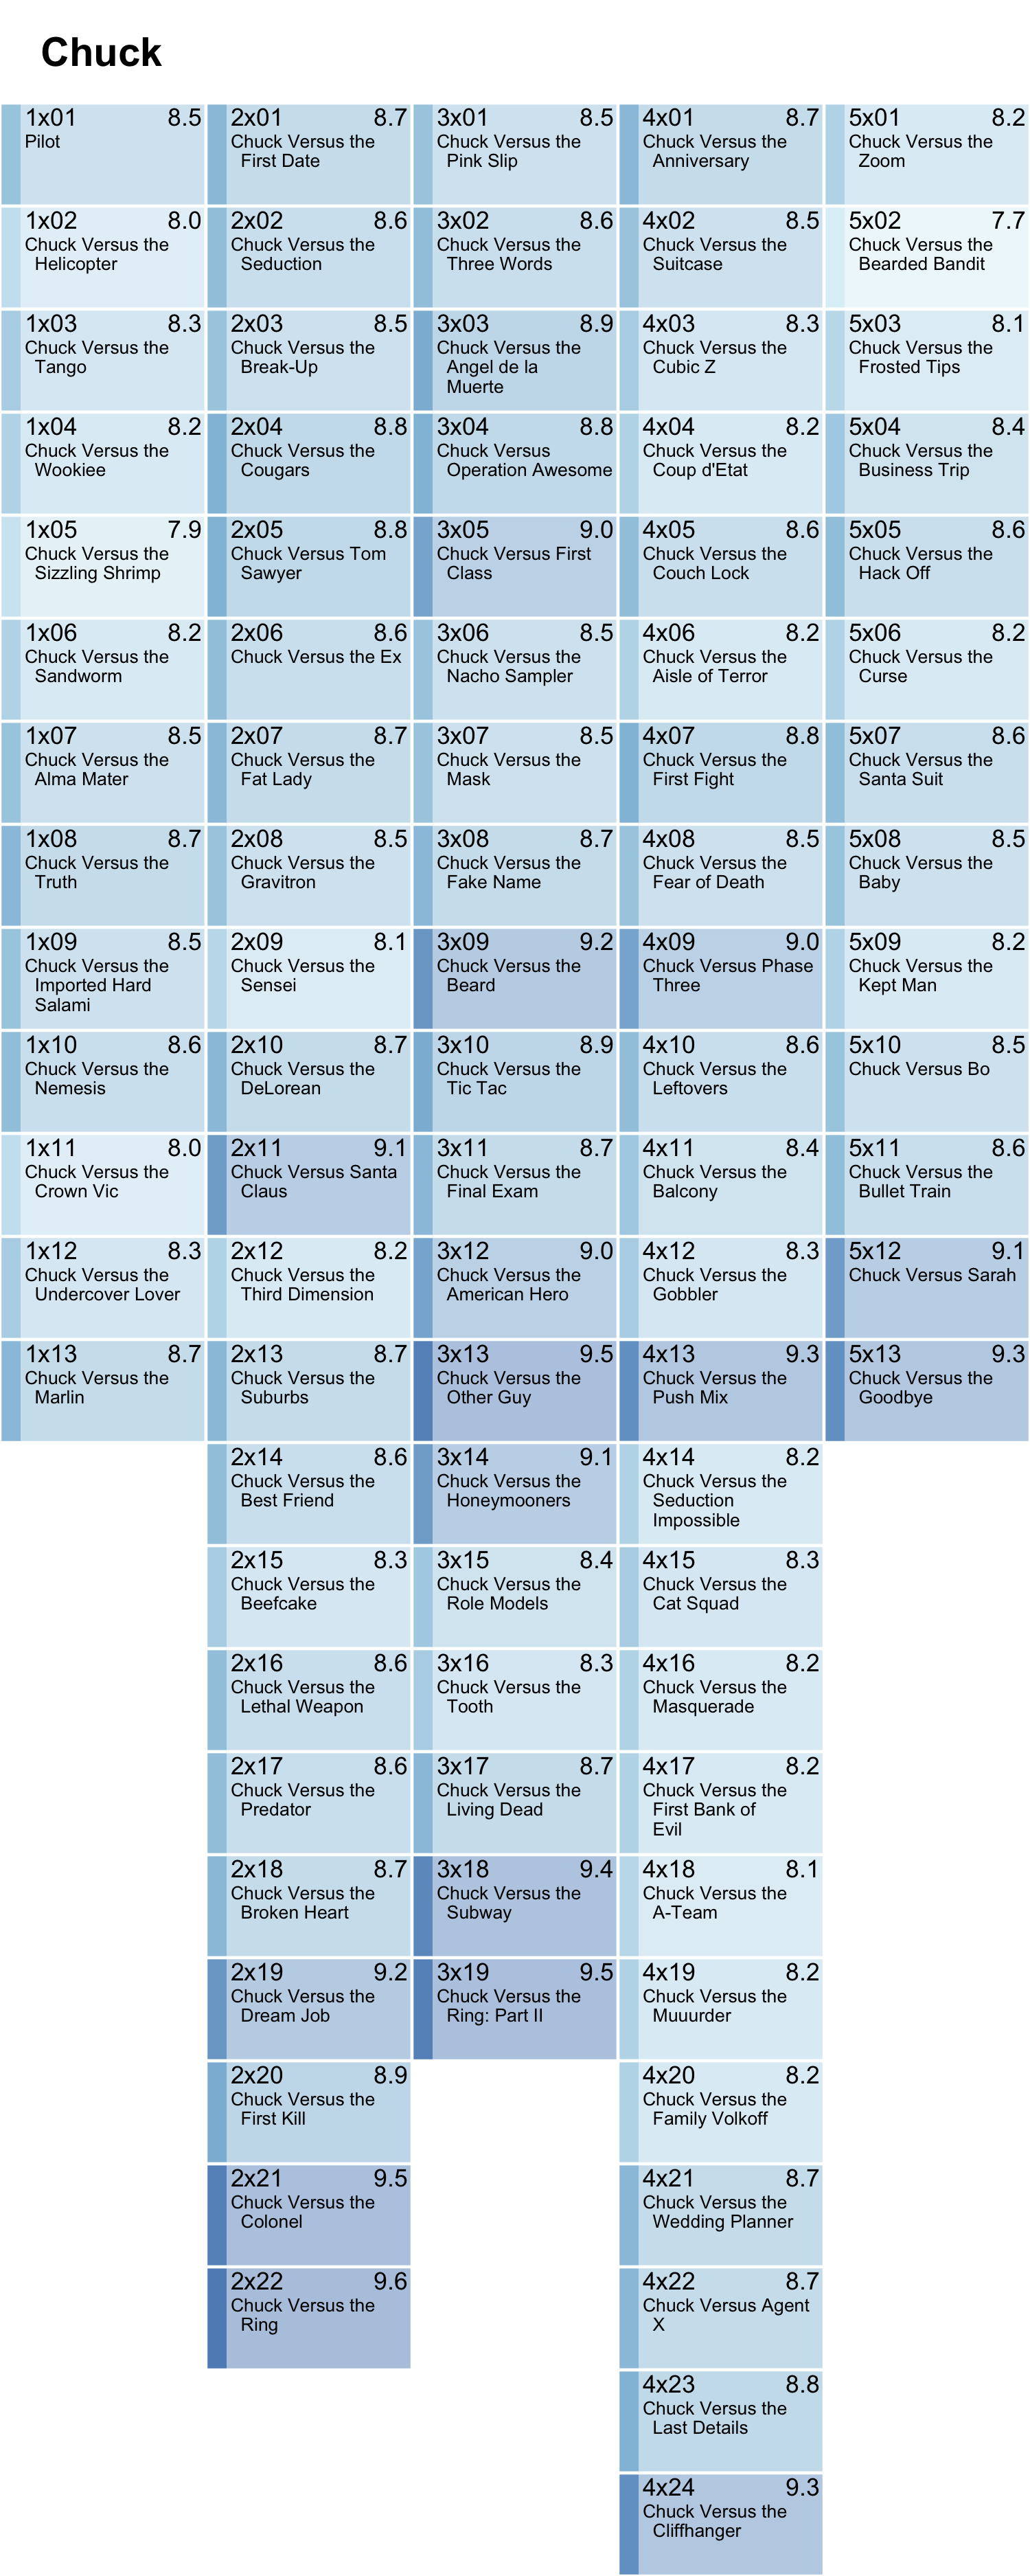 Chuck
1x01 8.5
Pilot
1x02 8.0
Chuck Versus the
Helicopter
1x03 8.3
Chuck Versus the
Tango
1x04 8.2
Chuck Versus the
Wookiee
1x05 7.9
Chuck Versus the
Sizzling Shrimp
1x06 8.2
Chuck Versus the
Sandworm
1x07 8.5
Chuck Versus the
Alma Mater
1x08 8.7
Chuck Versus the
Truth
1x09 8.5
Chuck Versus the
Imported Hard
Salami
1x10 8.6
Chuck Versus the
Nemesis
1x11 8.0
Chuck Versus the
Crown Vic
1x12 8.3
Chuck Versus the
Undercover Lover
1x13 8.7
Chuck Versus the
Marlin
2x01 8.7
Chuck Versus the
First Date
2x02 8.6
Chuck Versus the
Seduction
2x03 8.5
Chuck Versus the
Break-Up
2x04 8.8
Chuck Versus the
Cougars
2x05 8.8
Chuck Versus Tom
Sawyer
2x06 8.6
Chuck Versus the Ex
2x07 8.7
Chuck Versus the
Fat Lady
2x08 8.5
Chuck Versus the
Gravitron
2x09 8.1
Chuck Versus the
Sensei
2x10 8.7
Chuck Versus the
DeLorean
2x11 9.1
Chuck Versus Santa
Claus
2x12 8.2
Chuck Versus the
Third Dimension
2x13 8.7
Chuck Versus the
Suburbs
2x14 8.6
Chuck Versus the
Best Friend
2x15 8.3
Chuck Versus the
Beefcake
2x16 8.6
Chuck Versus the
Lethal Weapon
2x17 8.6
Chuck Versus the
Predator
2x18 8.7
Chuck Versus the
Broken Heart
2x19 9.2
Chuck Versus the
Dream Job
2x20 8.9
Chuck Versus the
First Kill
2x21 9.5
Chuck Versus the
Colonel
2x22 9.6
Chuck Versus the
Ring
3x01 8.5
Chuck Versus the
Pink Slip
3x02 8.6
Chuck Versus the
Three Words
3x03 8.9
Chuck Versus the
Angel de la
Muerte
3x04 8.8
Chuck Versus
Operation Awesome
3x05 9.0
Chuck Versus First
Class
3x06 8.5
Chuck Versus the
Nacho Sampler
3x07 8.5
Chuck Versus the
Mask
3x08 8.7
Chuck Versus the
Fake Name
3x09 9.2
Chuck Versus the
Beard
3x10 8.9
Chuck Versus the
Tic Tac
3x11 8.7
Chuck Versus the
Final Exam
3x12 9.0
Chuck Versus the
American Hero
3x13 9.5
Chuck Versus the
Other Guy
3x14 9.1
Chuck Versus the
Honeymooners
3x15 8.4
Chuck Versus the
Role Models
3x16 8.3
Chuck Versus the
Tooth
3x17 8.7
Chuck Versus the
Living Dead
3x18 9.4
Chuck Versus the
Subway
3x19 9.5
Chuck Versus the
Ring: Part II
4x01 8.7
Chuck Versus the
Anniversary
4x02 8.5
Chuck Versus the
Suitcase
4x03 8.3
Chuck Versus the
Cubic Z
4x04 8.2
Chuck Versus the
Coup d'Etat
4x05 8.6
Chuck Versus the
Couch Lock
4x06 8.2
Chuck Versus the
Aisle of Terror
4x07 8.8
Chuck Versus the
First Fight
4x08 8.5
Chuck Versus the
Fear of Death
4x09 9.0
Chuck Versus Phase
Three
4x10 8.6
Chuck Versus the
Leftovers
4x11 8.4
Chuck Versus the
Balcony
4x12 8.3
Chuck Versus the
Gobbler
4x13 9.3
Chuck Versus the
Push Mix
4x14 8.2
Chuck Versus the
Seduction
Impossible
4x15 8.3
Chuck Versus the
Cat Squad
4x16 8.2
Chuck Versus the
Masquerade
4x17 8.2
Chuck Versus the
First Bank of
Evil
4x18 8.1
Chuck Versus the
A-Team
4x19 8.2
Chuck Versus the
Muuurder
4x20 8.2
Chuck Versus the
Family Volkoff
4x21 8.7
Chuck Versus the
Wedding Planner
4x22 8.7
Chuck Versus Agent
X
4x23 8.8
Chuck Versus the
Last Details
4x24 9.3
Chuck Versus the
Cliffhanger
5x01 8.2
Chuck Versus the
Zoom
5x02 7.7
Chuck Versus the
Bearded Bandit
5x03 8.1
Chuck Versus the
Frosted Tips
5x04 8.4
Chuck Versus the
Business Trip
5x05 8.6
Chuck Versus the
Hack Off
5x06 8.2
Chuck Versus the
Curse
5x07 8.6
Chuck Versus the
Santa Suit
5x08 8.5
Chuck Versus the
Baby
5x09 8.2
Chuck Versus the
Kept Man
5x10 8.5
Chuck Versus Bo
5x11 8.6
Chuck Versus the
Bullet Train
5x12 9.1
Chuck Versus Sarah
5x13 9.3
Chuck Versus the
Goodbye